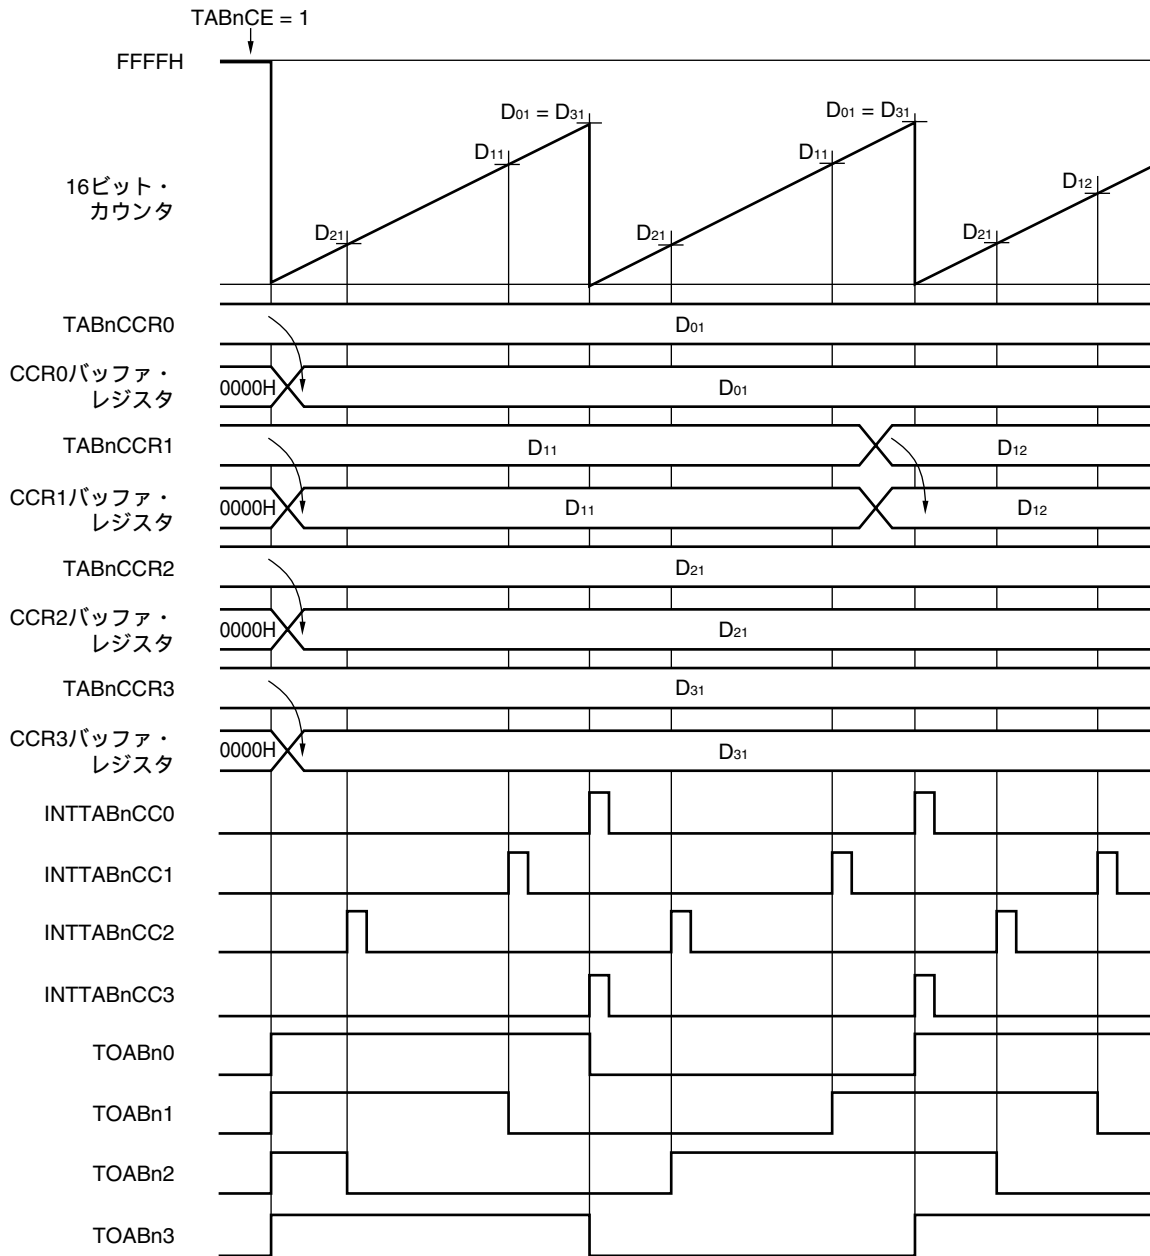 TABnCE = 1
FFFFH
D01 = D31
D01 = D31
D11
D11
D12
16ビット・
カウンタ
D21
D21
D21
TABnCCR0
D01
CCR0バッファ・
レジスタ
0000H
D01
TABnCCR1
D11
D12
CCR1バッファ・
レジスタ
0000H
D11
D12
TABnCCR2
D21
CCR2バッファ・
レジスタ
0000H
D21
TABnCCR3
D31
CCR3バッファ・
レジスタ
0000H
D31
INTTABnCC0
INTTABnCC1
INTTABnCC2
INTTABnCC3
TOABn0
TOABn1
TOABn2
TOABn3